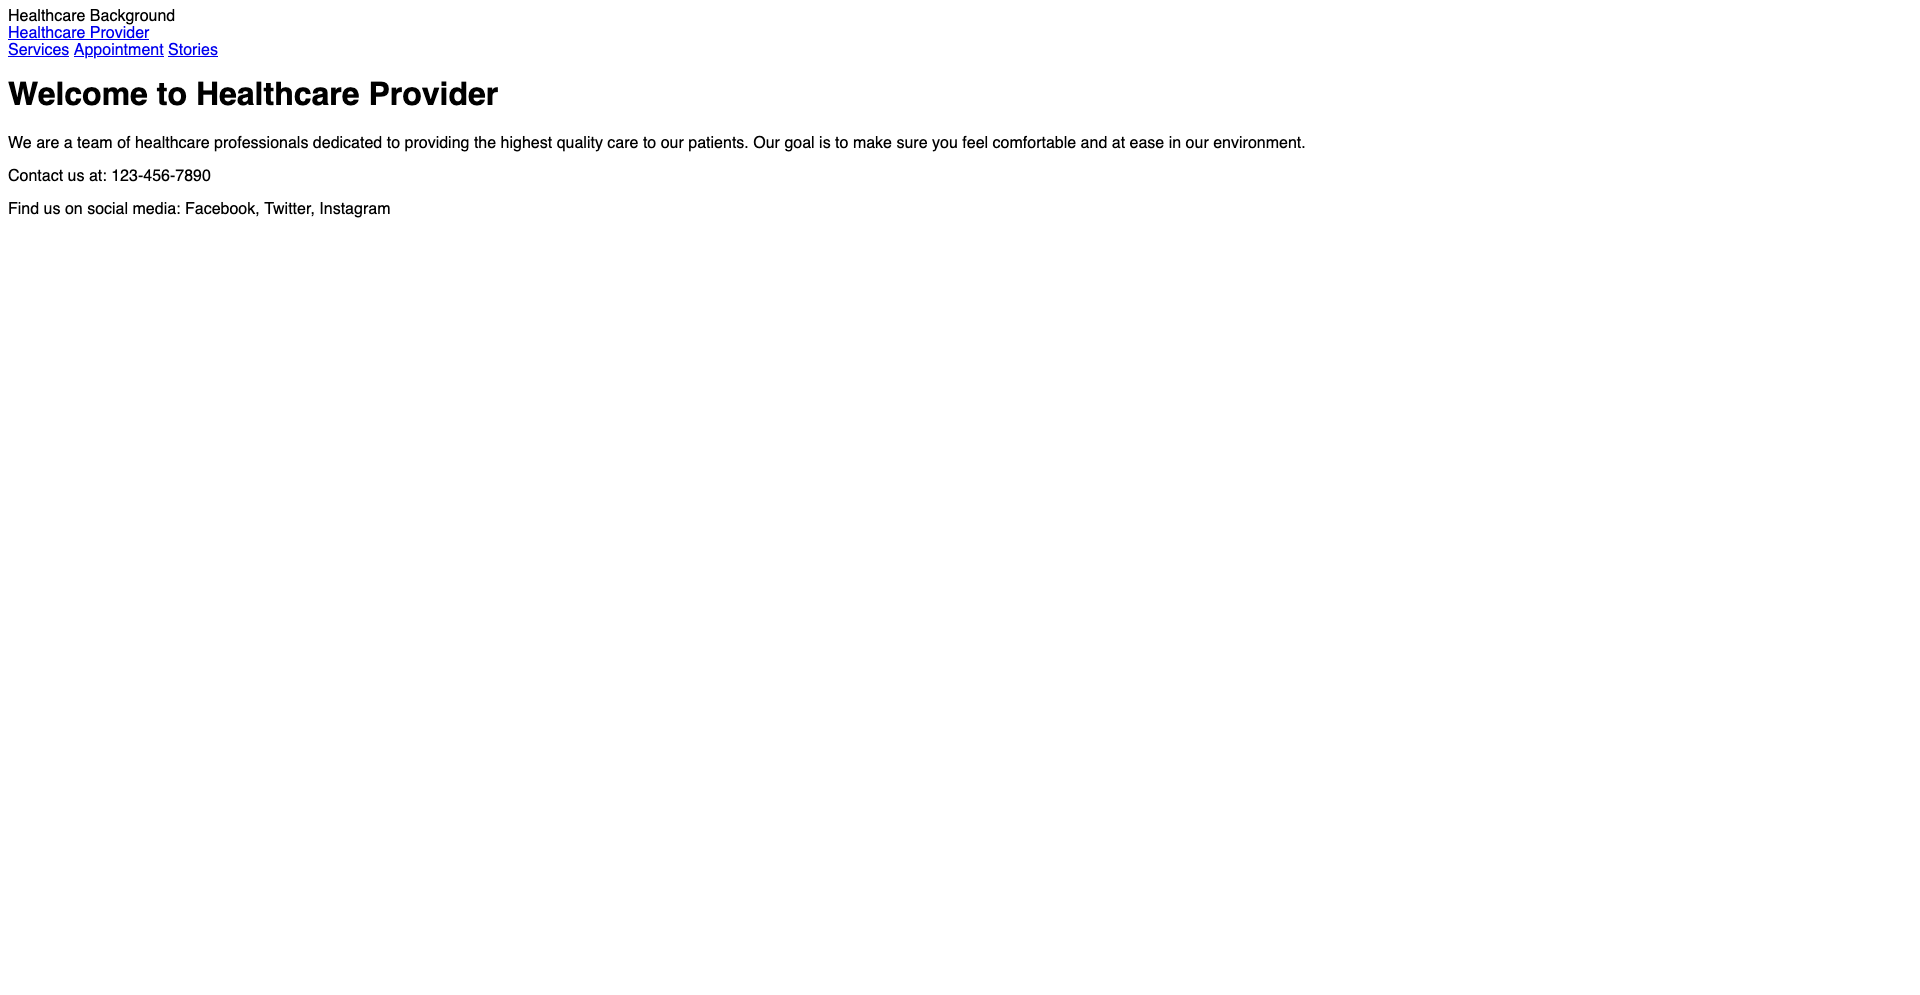 Healthcare Background
Healthcare Provider
Services Appointment Stories
Welcome to Healthcare Provider
We are a team of healthcare professionals dedicated to providing the highest quality care to our patients. Our goal is to make sure you feel comfortable and at ease in our environment.
Contact us at: 123-456-7890
Find us on social media: Facebook, Twitter, Instagram